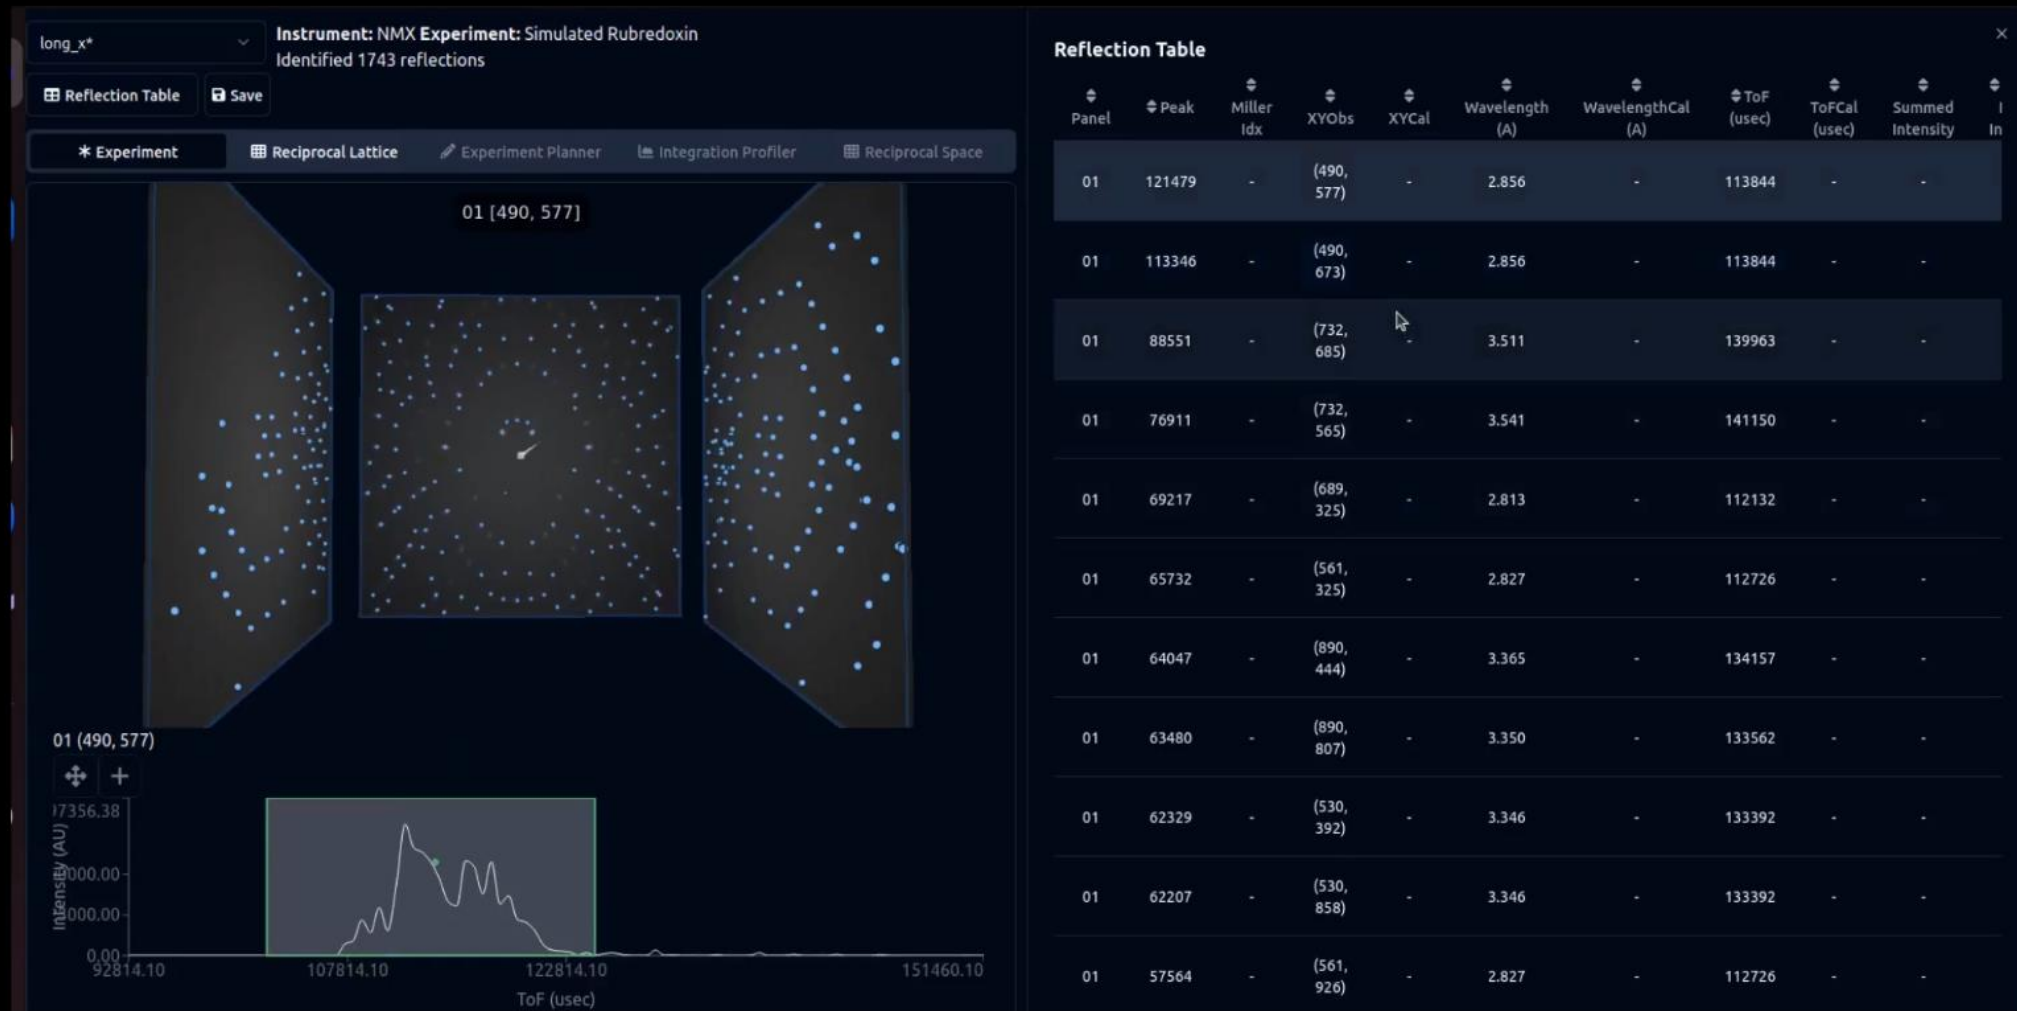 long_x*
Instrument: NMX Experiment: Simulated Rubredoxin
Identified 1743 reflections
Reflection Table
Save
Experiment
Reciprocal Lattice
Experiment Planner
Integration Profiler
Reciprocal Space
01 [490, 577]
01 (490, 577)
Intensity (AU)
0.00
92814.10
107814.10
122814.10
151460.10
ToF (usec)
Reflection Table
Panel
Peak
Miller
Idx
XYObs
XYCal
Wavelength
(A)
WavelengthCal
(A)
ToF
(usec)
ToFCal
(usec)
Summed
Intensity
In
01 121479 - (490, 577) - 2.856 - 113844 - -
01 113346 - (490, 673) - 2.856 - 113844 - -
01 88551 - (732, 685) - 3.511 - 139963 - -
01 76911 - (732, 565) - 3.541 - 141150 - -
01 69217 - (689, 325) - 2.813 - 112132 - -
01 65732 - (561, 325) - 2.827 - 112726 - -
01 64047 - (890, 444) - 3.365 - 134157 - -
01 63480 - (890, 807) - 3.350 - 133562 - -
01 62329 - (530, 392) - 3.346 - 133392 - -
01 62207 - (530, 858) - 3.346 - 133392 - -
01 57564 - (561, 926) - 2.827 - 112726 - -